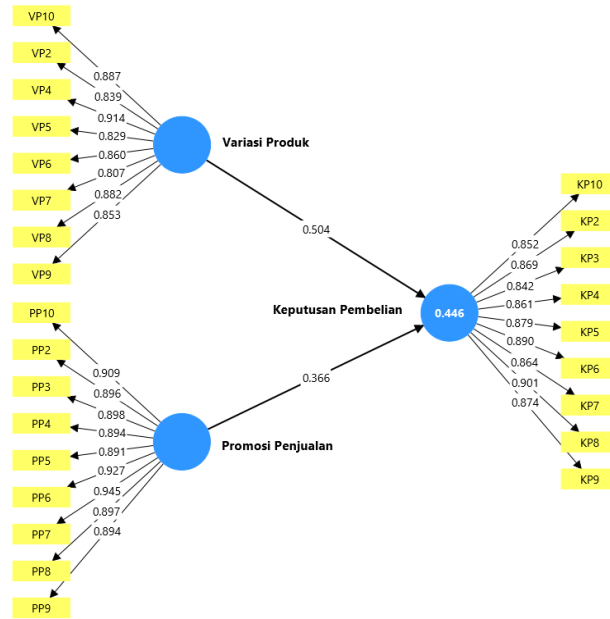 VP10
VP2
VP4
VP5
VP6
VP7
VP8
VP9
0.887
0.839
0.914
0.829
0.860
0.807
0.882
0.853
Variasi Produk
0.504
PP10
PP2
PP3
PP4
PP5
PP6
PP7
PP8
PP9
0.909
0.896
0.898
0.894
0.891
0.927
0.945
0.897
0.894
Promosi Penjualan
0.366
Keputusan Pembelian
0.446
0.852
0.869
0.842
0.861
0.879
0.890
0.864
0.901
0.874
KP10
KP2
KP3
KP4
KP5
KP6
KP7
KP8
KP9